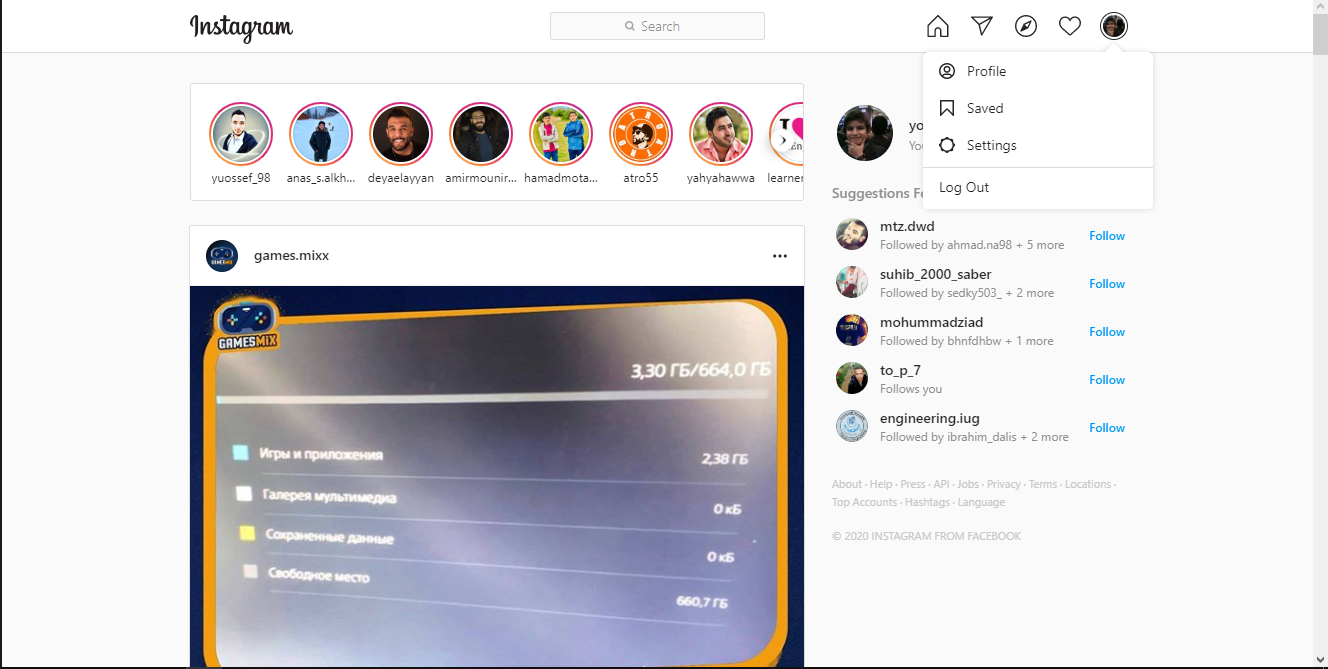 Instagram
Search
Profile
Saved
Settings
Log Out
yuossef_98
anas_s.alkh...
deyaelayyan
amirmounir...
hamadmota...
atro55
yahyahawwa
learner
games.mixx
GAMESMIX
3,30 ГБ/664,0 ГБ
Игры и приложения 2,38 ГБ
Галерея мультимедиа 0 кБ
Сохраненные данные 0 кБ
Свободное место 660,7 ГБ
yo
Suggestions Fo
mtz.dwd
Followed by ahmad.na98 + 5 more
Follow
suhib_2000_saber
Followed by sedky503_ + 2 more
Follow
mohummadziad
Followed by bhnfdhbw + 1 more
Follow
to_p_7
Follows you
Follow
engineering.iug
Followed by ibrahim_dalis + 2 more
Follow
About · Help · Press · API · Jobs · Privacy · Terms · Locations ·
Top Accounts · Hashtags · Language
© 2020 INSTAGRAM FROM FACEBOOK